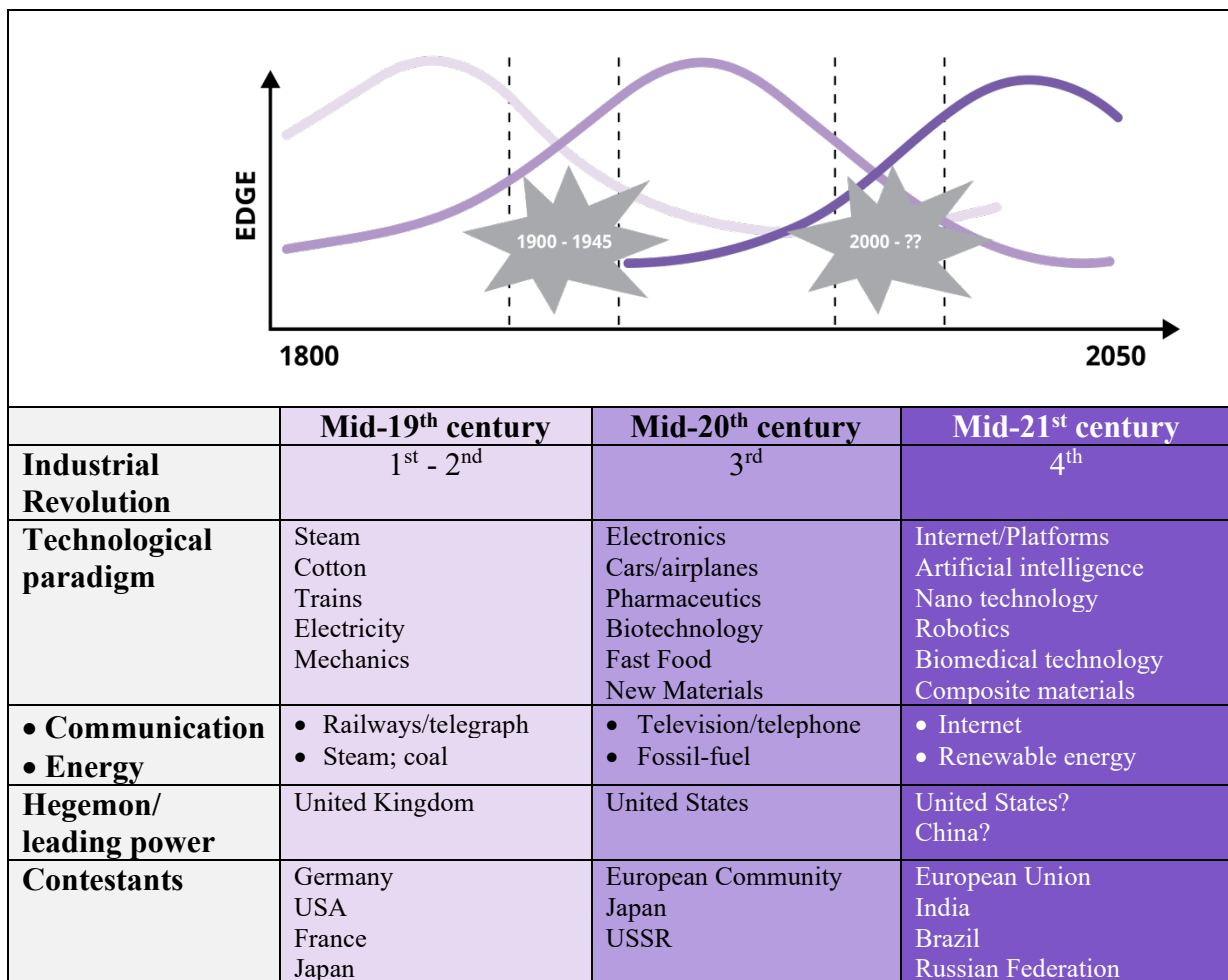 EDGE
1900 - 1945
2000 - ??
1800
2050
Mid-19th century
Mid-20th century
Mid-21st century
Industrial
Revolution
1st - 2nd
3rd
4th
Technological
paradigm
Steam
Cotton
Trains
Electricity
Mechanics
Electronics
Cars/airplanes
Pharmaceutics
Biotechnology
Fast Food
New Materials
Internet/Platforms
Artificial intelligence
Nano technology
Robotics
Biomedical technology
Composite materials
• Communication
• Energy
• Railways/telegraph
• Steam; coal
• Television/telephone
• Fossil-fuel
• Internet
• Renewable energy
Hegemon/
leading power
United Kingdom
United States
United States?
China?
Contestants
Germany
USA
France
Japan
European Community
Japan
USSR
European Union
India
Brazil
Russian Federation